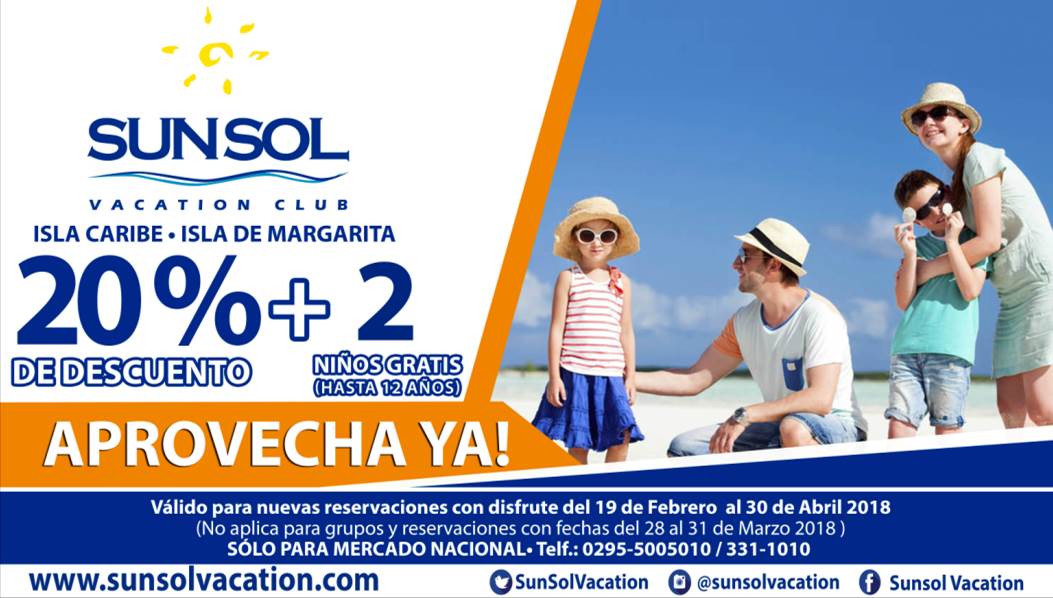 SUNSOL
VACATION CLUB
ISLA CARIBE • ISLA DE MARGARITA
20%+ 2
DE DESCUENTO
NIÑOS GRATIS
(HASTA 12 AÑOS)
APROVECHA YA!
Válido para nuevas reservaciones con disfrute del 19 de Febrero al 30 de Abril 2018
(No aplica para grupos y reservaciones con fechas del 28 al 31 de Marzo 2018 )
SÓLO PARA MERCADO NACIONAL• Telf.: 0295-5005010 / 331-1010
www.sunsolvacation.com
SunSolVacation
@sunsolvacation
Sunsol Vacation